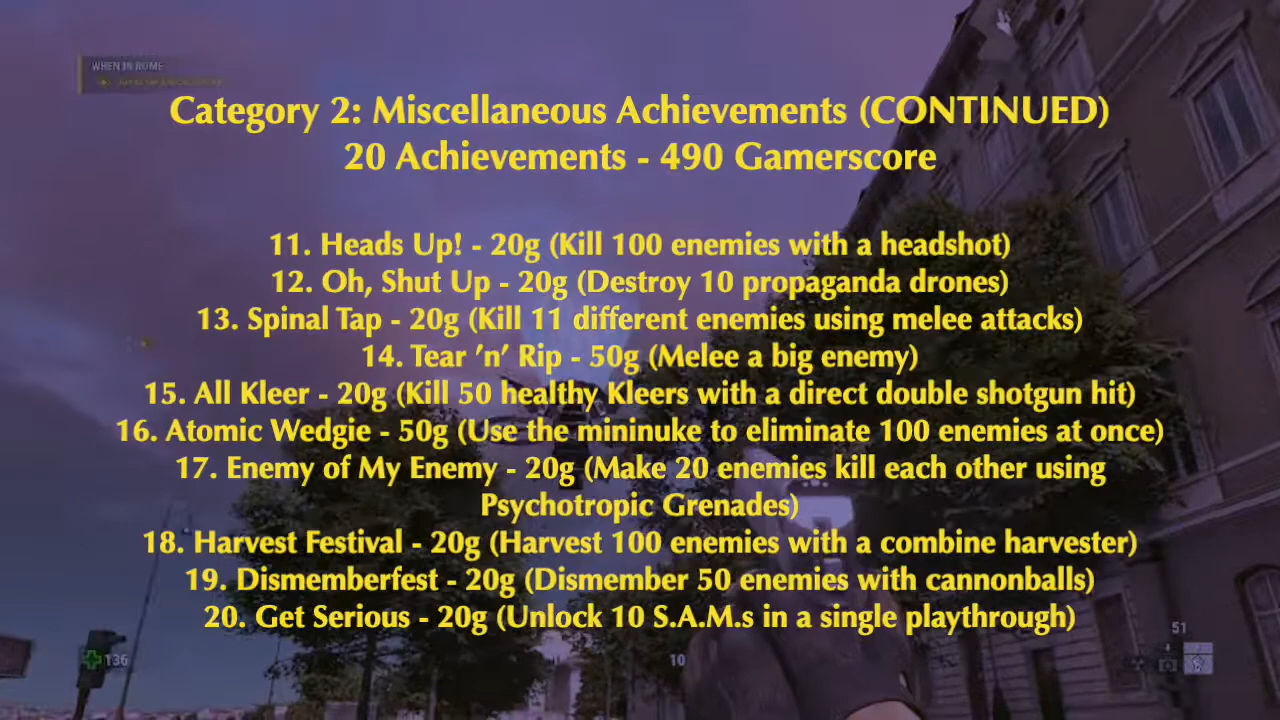 WHEN IN ROME
Category 2: Miscellaneous Achievements (CONTINUED)
20 Achievements - 490 Gamerscore
11. Heads Up! - 20g (Kill 100 enemies with a headshot)
12. Oh, Shut Up - 20g (Destroy 10 propaganda drones)
13. Spinal Tap - 20g (Kill 11 different enemies using melee attacks)
14. Tear ’n’ Rip - 50g (Melee a big enemy)
15. All Kleer - 20g (Kill 50 healthy Kleers with a direct double shotgun hit)
16. Atomic Wedgie - 50g (Use the mininuke to eliminate 100 enemies at once)
17. Enemy of My Enemy - 20g (Make 20 enemies kill each other using
Psychotropic Grenades)
18. Harvest Festival - 20g (Harvest 100 enemies with a combine harvester)
19. Dismemberfest - 20g (Dismember 50 enemies with cannonballs)
20. Get Serious - 20g (Unlock 10 S.A.M.s in a single playthrough)
51
136
10